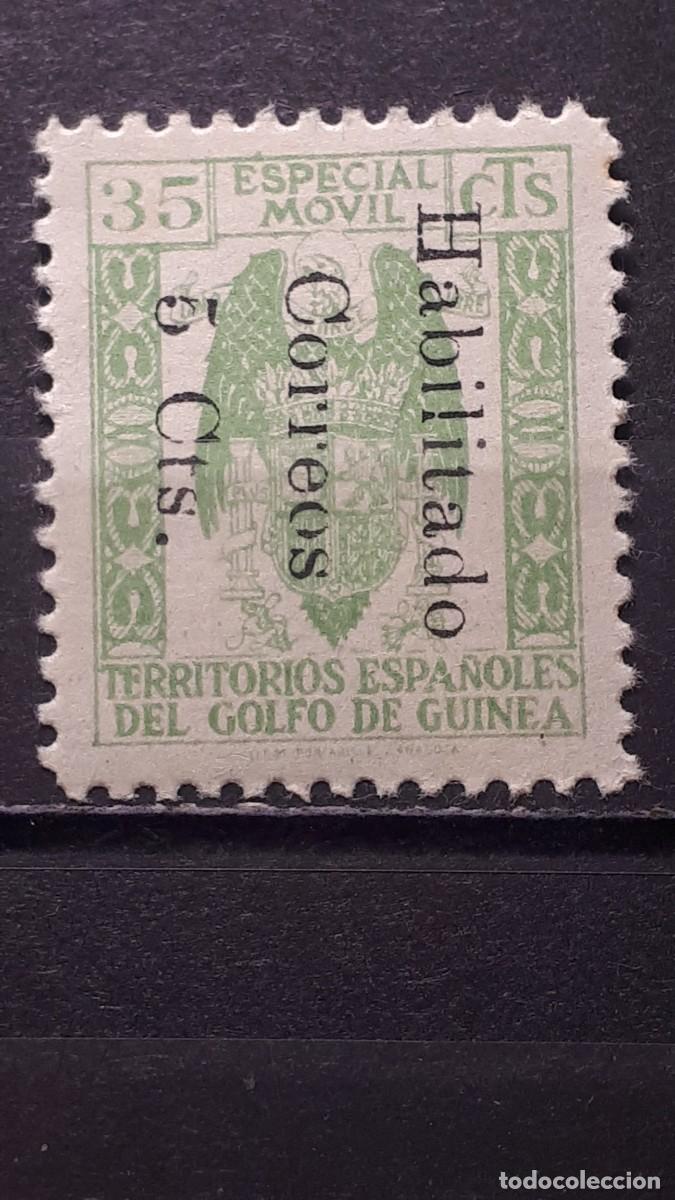 35 ESPECIAL MOVIL CTS
Habilitado
Correos
5 Cts.
TERRITORIOS ESPAÑOLES
DEL GOLFO DE GUINEA
todocoleccion